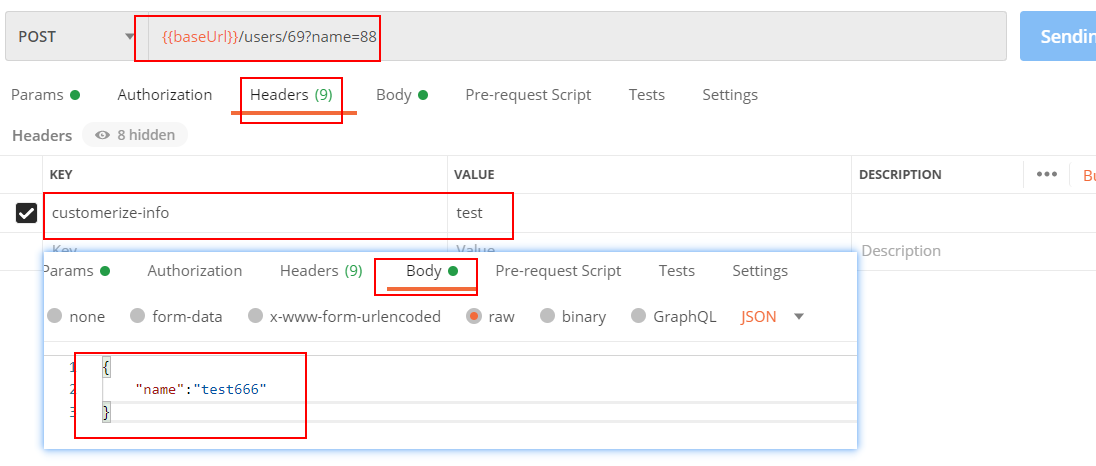 POST {{baseUrl}}/users/69?name=88 Sendin
Params Authorization Headers (9) Body Pre-request Script Tests Settings
Headers 8 hidden
KEY VALUE DESCRIPTION ••• Bu
customerize-info test
Key Value Description
Params Authorization Headers (9) Body Pre-request Script Tests Settings
none form-data x-www-form-urlencoded raw binary GraphQL JSON
1 {
2 "name":"test666"
3 }